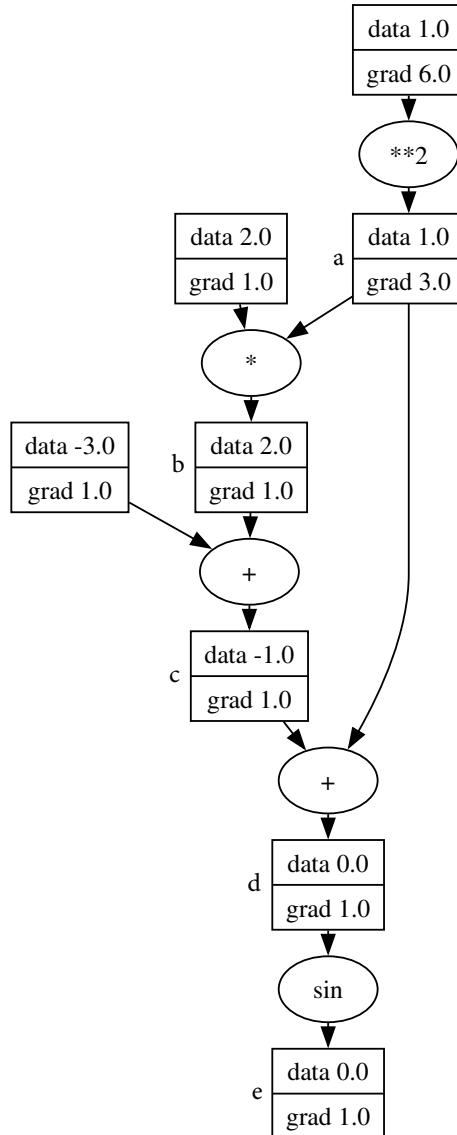 data 1.0
grad 6.0
**2
data 2.0
grad 1.0
a
data 1.0
grad 3.0
*
data -3.0
grad 1.0
b
data 2.0
grad 1.0
+
c
data -1.0
grad 1.0
+
d
data 0.0
grad 1.0
sin
e
data 0.0
grad 1.0